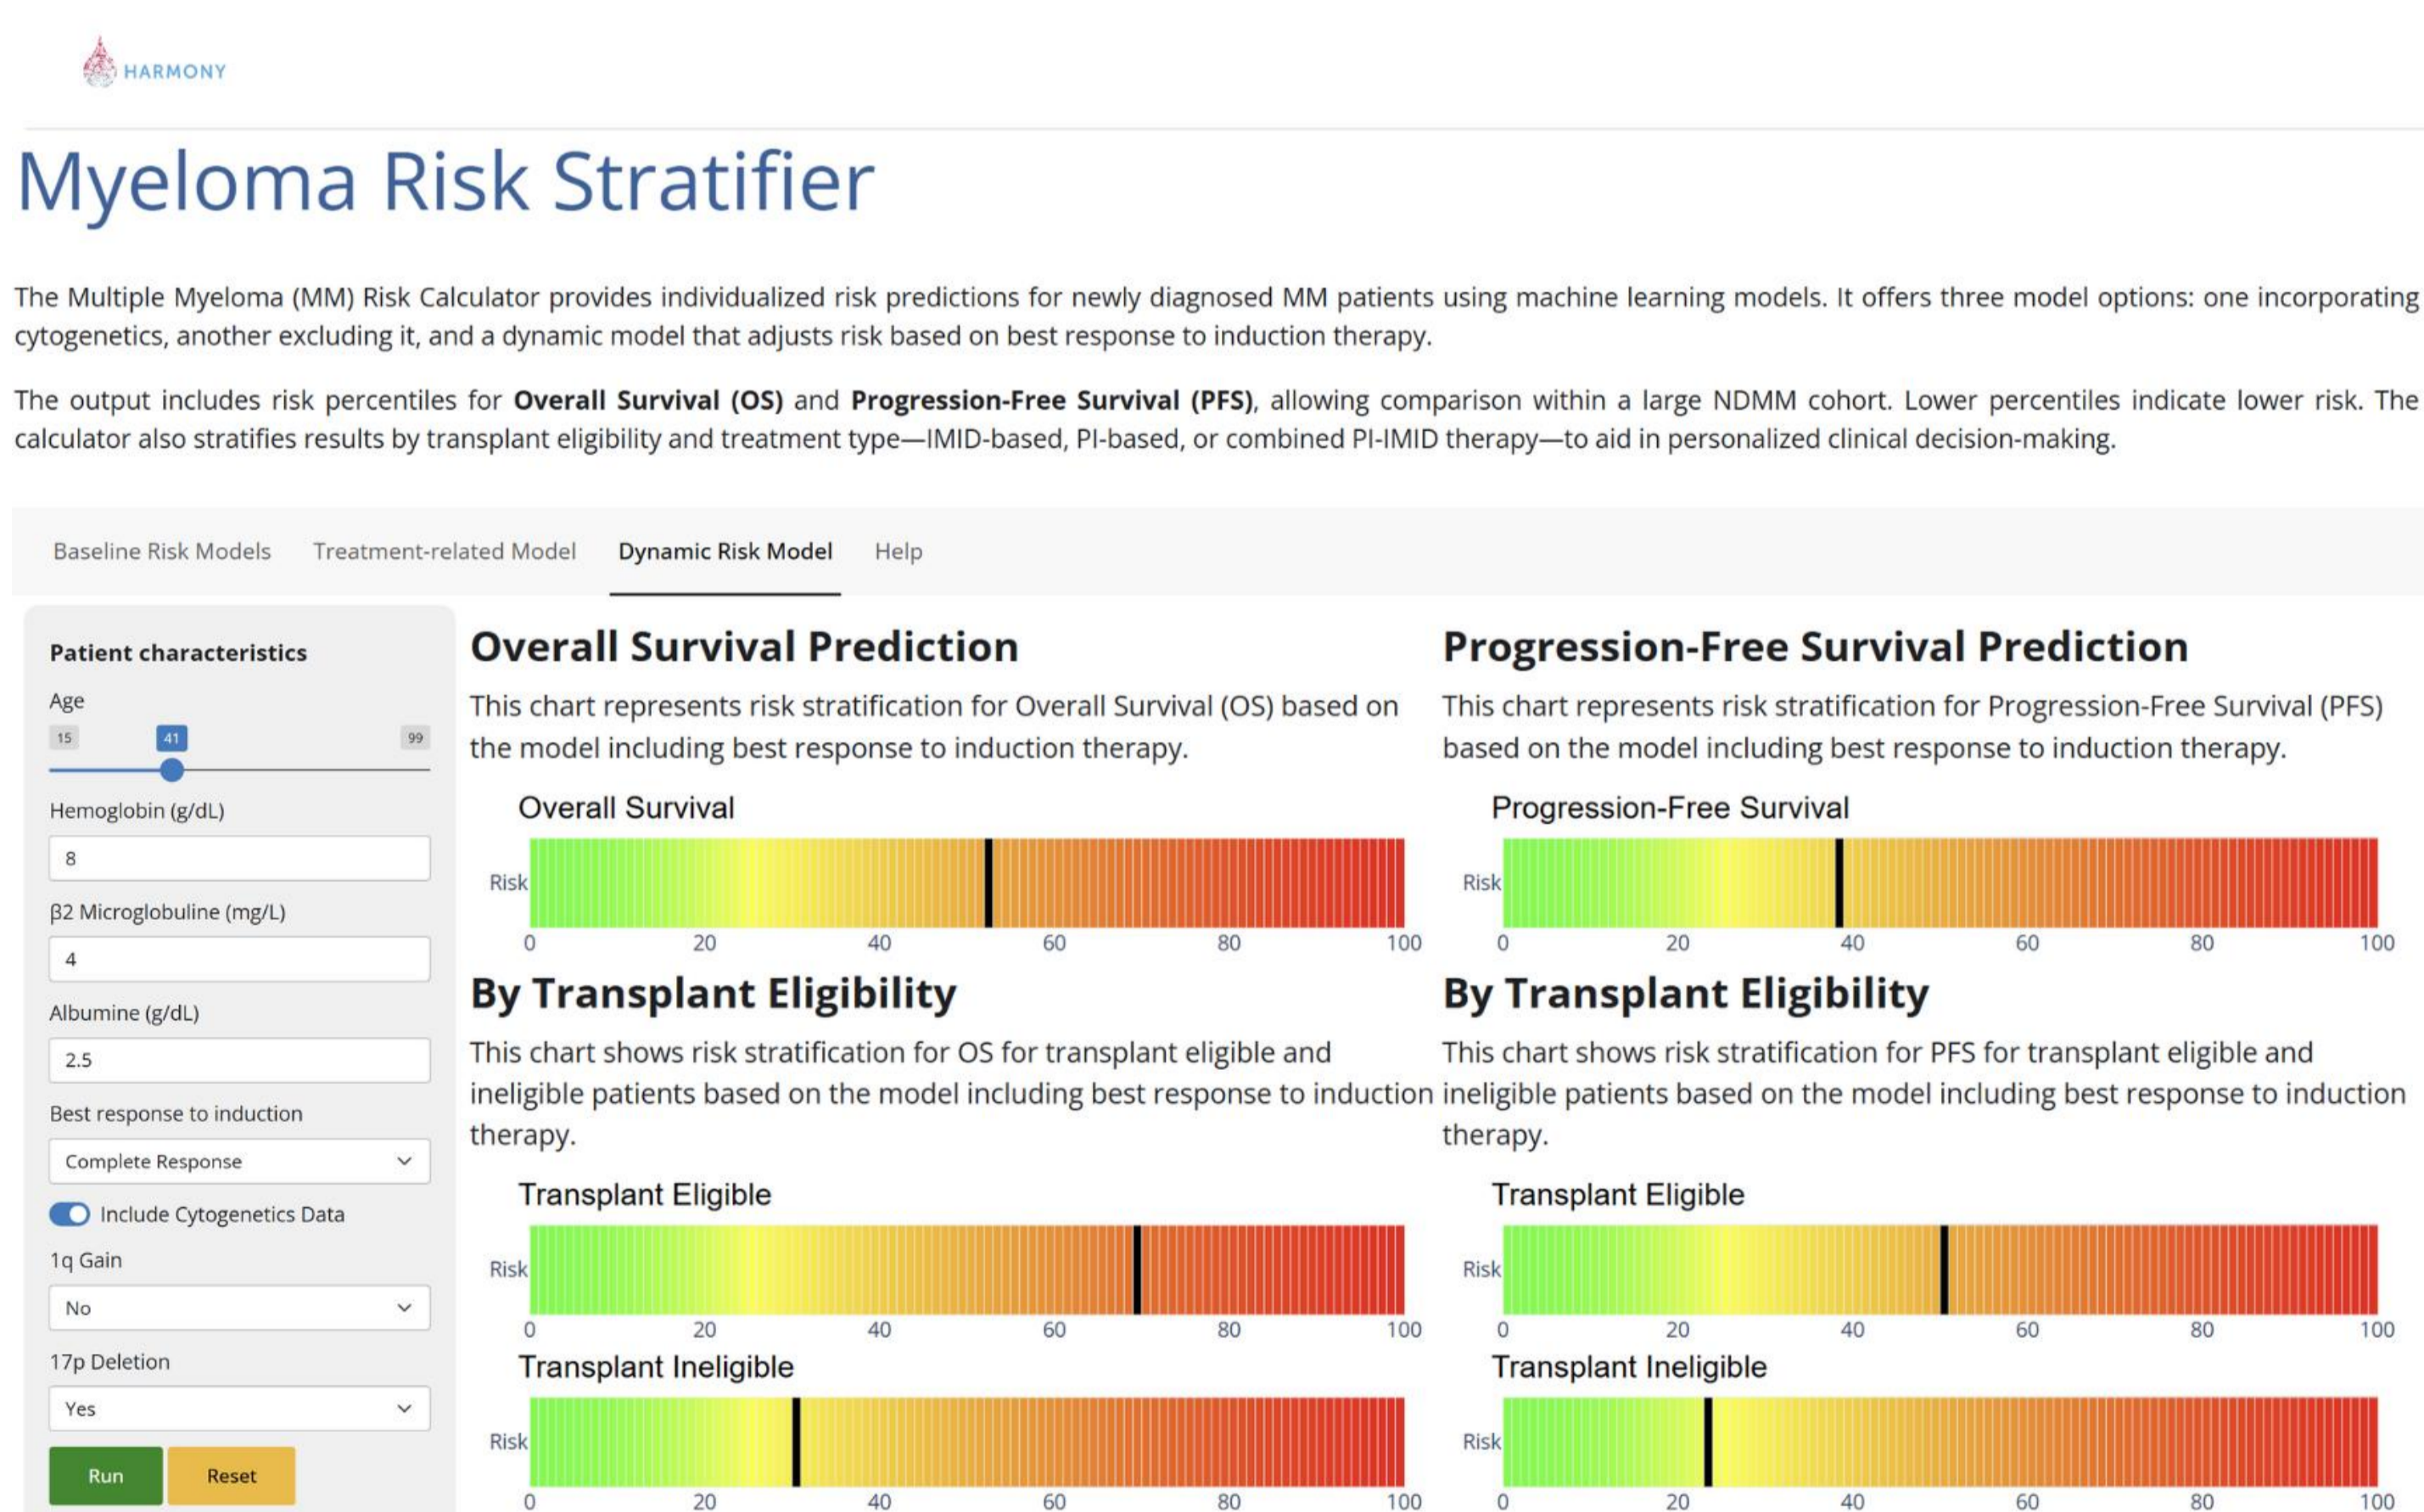 HARMONY
Myeloma Risk Stratifier
The Multiple Myeloma (MM) Risk Calculator provides individualized risk predictions for newly diagnosed MM patients using machine learning models. It offers three model options: one incorporating
cytogenetics, another excluding it, and a dynamic model that adjusts risk based on best response to induction therapy.
The output includes risk percentiles for Overall Survival (OS) and Progression-Free Survival (PFS), allowing comparison within a large NDMM cohort. Lower percentiles indicate lower risk. The
calculator also stratifies results by transplant eligibility and treatment type—IMID-based, PI-based, or combined PI-IMID therapy—to aid in personalized clinical decision-making.
Baseline Risk Models Treatment-related Model Dynamic Risk Model Help
Patient characteristics
Age
15 41 99
Hemoglobin (g/dL)
8
β2 Microglobuline (mg/L)
4
Albumine (g/dL)
2.5
Best response to induction
Complete Response
Include Cytogenetics Data
1q Gain
No
17p Deletion
Yes
Run Reset
Overall Survival Prediction
This chart represents risk stratification for Overall Survival (OS) based on
the model including best response to induction therapy.
Overall Survival
Risk
0 20 40 60 80 100
By Transplant Eligibility
This chart shows risk stratification for OS for transplant eligible and
ineligible patients based on the model including best response to induction
therapy.
Transplant Eligible
Risk
0 20 40 60 80 100
Transplant Ineligible
Risk
0 20 40 60 80 100
Progression-Free Survival Prediction
This chart represents risk stratification for Progression-Free Survival (PFS)
based on the model including best response to induction therapy.
Progression-Free Survival
Risk
0 20 40 60 80 100
By Transplant Eligibility
This chart shows risk stratification for PFS for transplant eligible and
ineligible patients based on the model including best response to induction
therapy.
Transplant Eligible
Risk
0 20 40 60 80 100
Transplant Ineligible
Risk
0 20 40 60 80 100